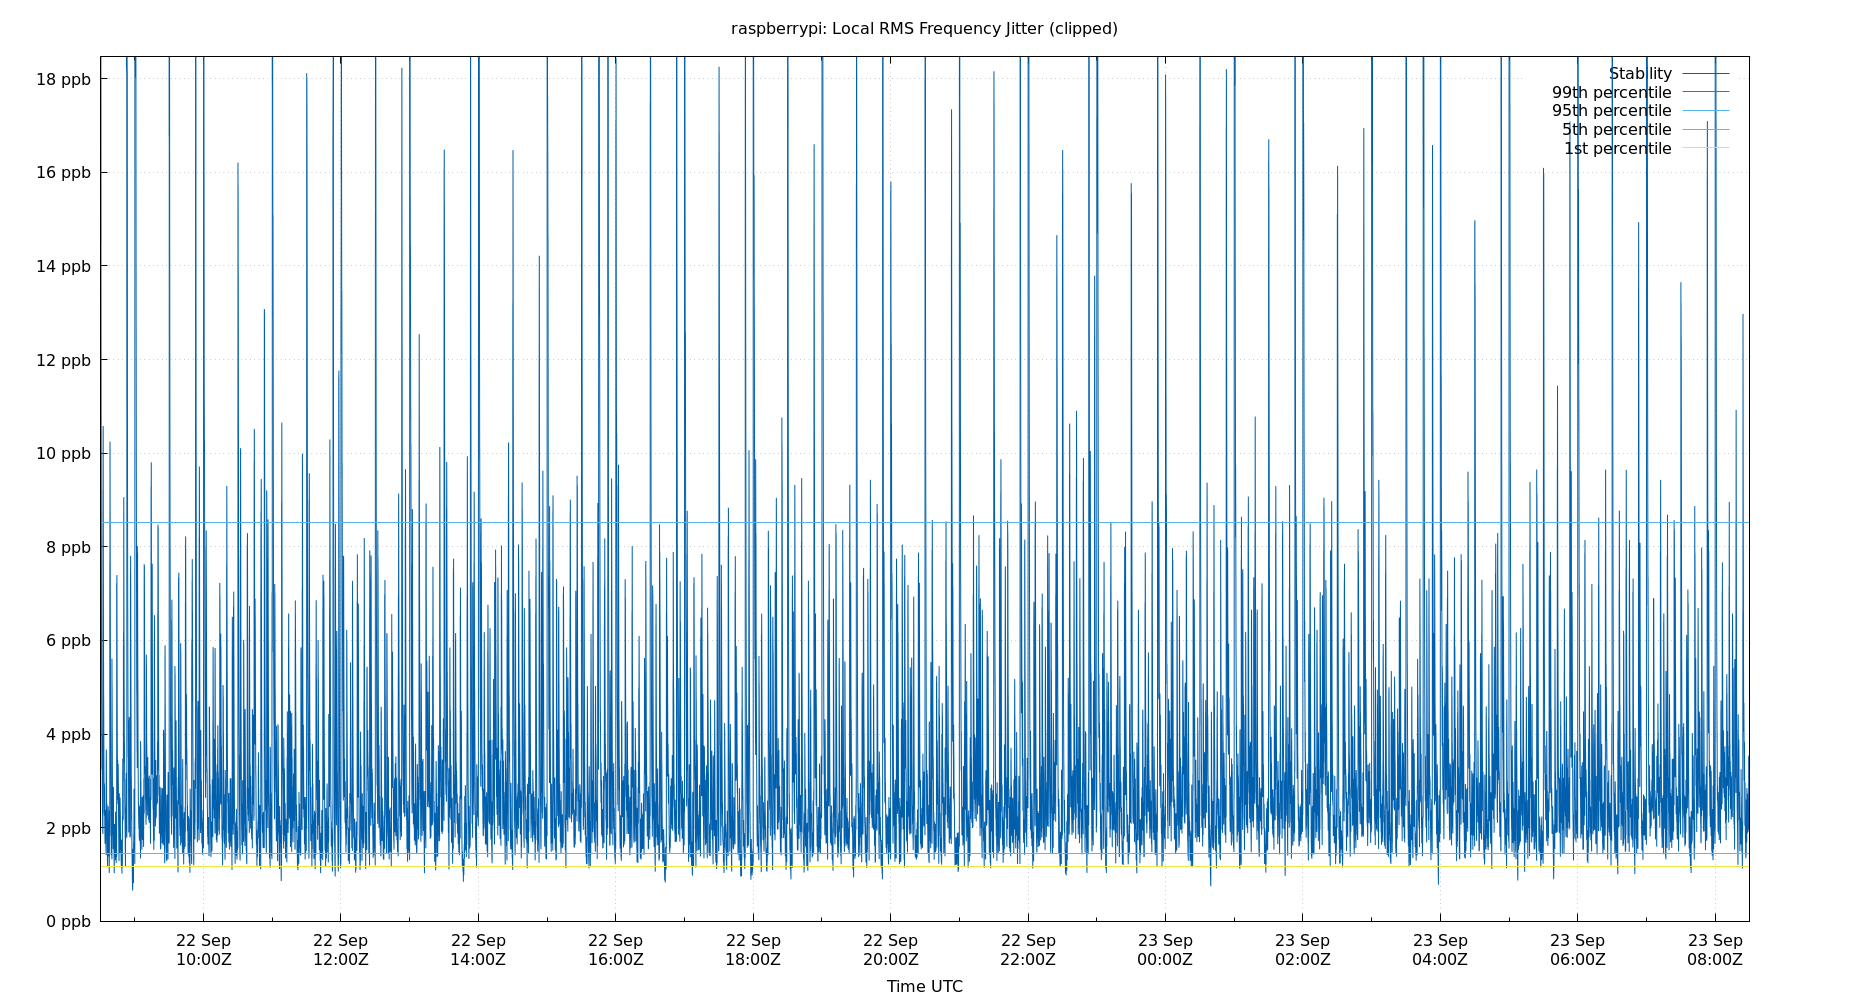 raspberrypi: Local RMS Frequency Jitter (clipped)
18 ppb
16 ppb
14 ppb
12 ppb
10 ppb
8 ppb
6 ppb
4 ppb
2 ppb
0 ppb
Stability
99th percentile
95th percentile
5th percentile
1st percentile
22 Sep 22 Sep 22 Sep 22 Sep 22 Sep 22 Sep 22 Sep 23 Sep 23 Sep 23 Sep 23 Sep 23 Sep
10:00Z 12:00Z 14:00Z 16:00Z 18:00Z 20:00Z 22:00Z 00:00Z 02:00Z 04:00Z 06:00Z 08:00Z
Time UTC